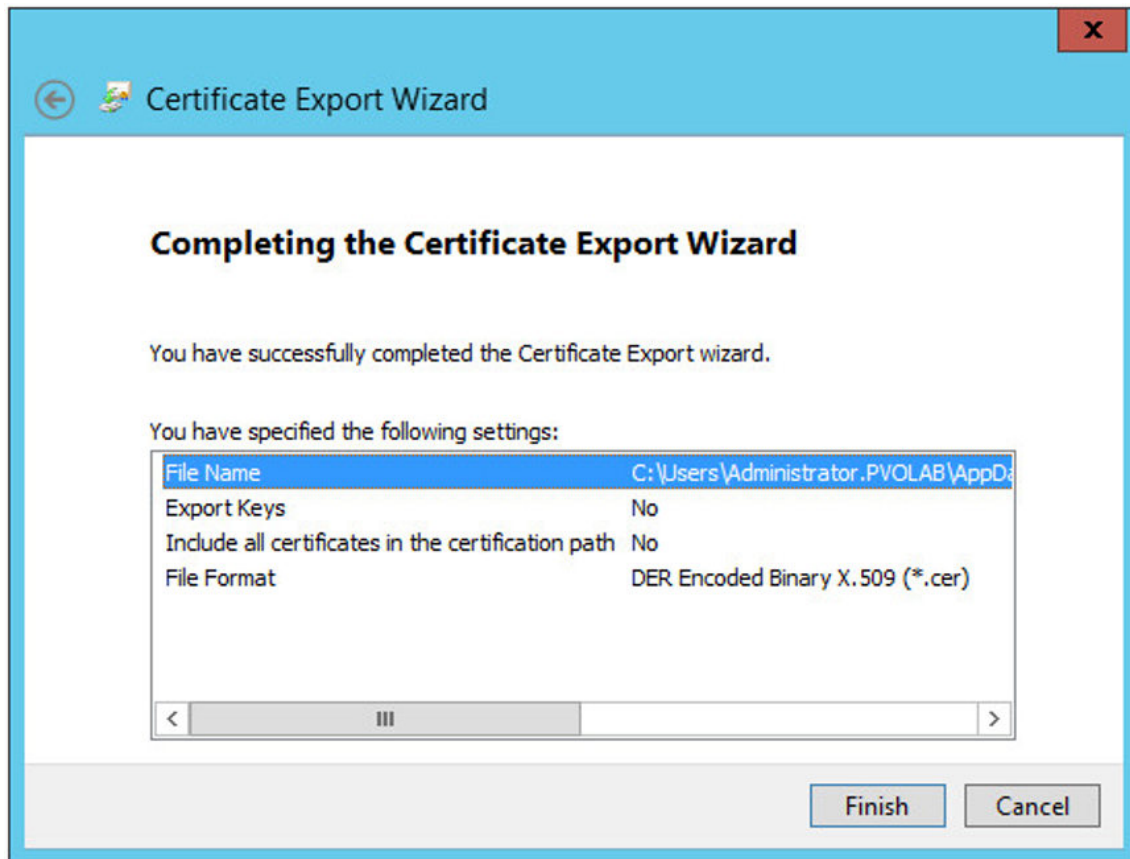 x
Certificate Export Wizard
Completing the Certificate Export Wizard
You have successfully completed the Certificate Export wizard.
You have specified the following settings:
File Name C:\Users\Administrator.PVOLAB\AppDa
Export Keys No
Include all certificates in the certification path No
File Format DER Encoded Binary X.509 (*.cer)
Finish Cancel